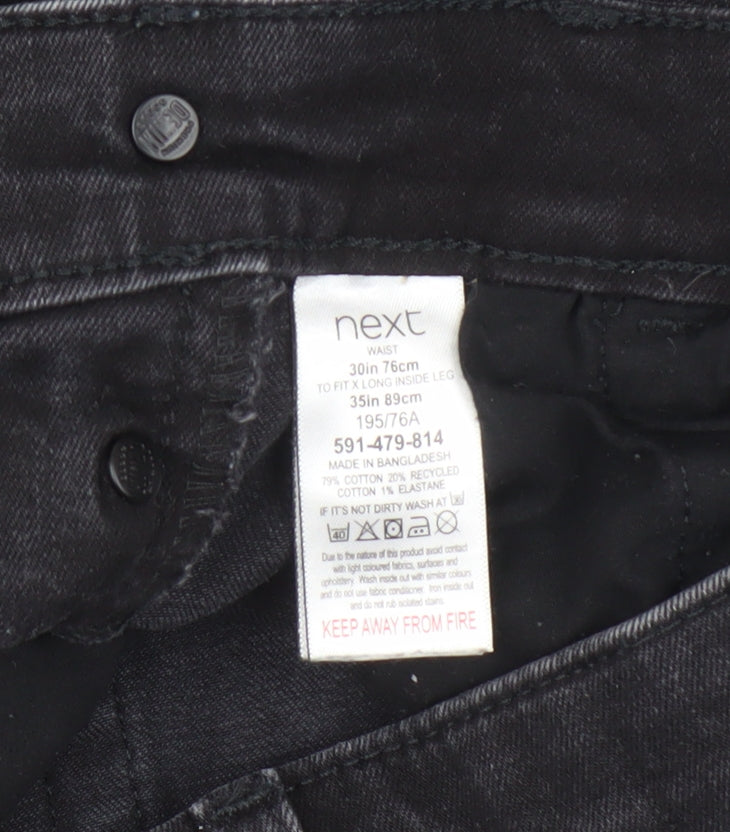 next
WAIST
30in 76cm
TO FIT X LONG INSIDE LEG
35in 89cm
195/76A
591-479-814
MADE IN BANGLADESH
79% COTTON 20% RECYCLED
COTTON 1% ELASTANE
IF IT'S NOT DIRTY WASH AT 30
40
Due to the nature of this product avoid contact
with light coloured fabrics, surfaces and
upholstery. Wash inside out with similar colours
and do not use fabric conditioner. Iron inside out
and do not rub isolated stains.
KEEP AWAY FROM FIRE